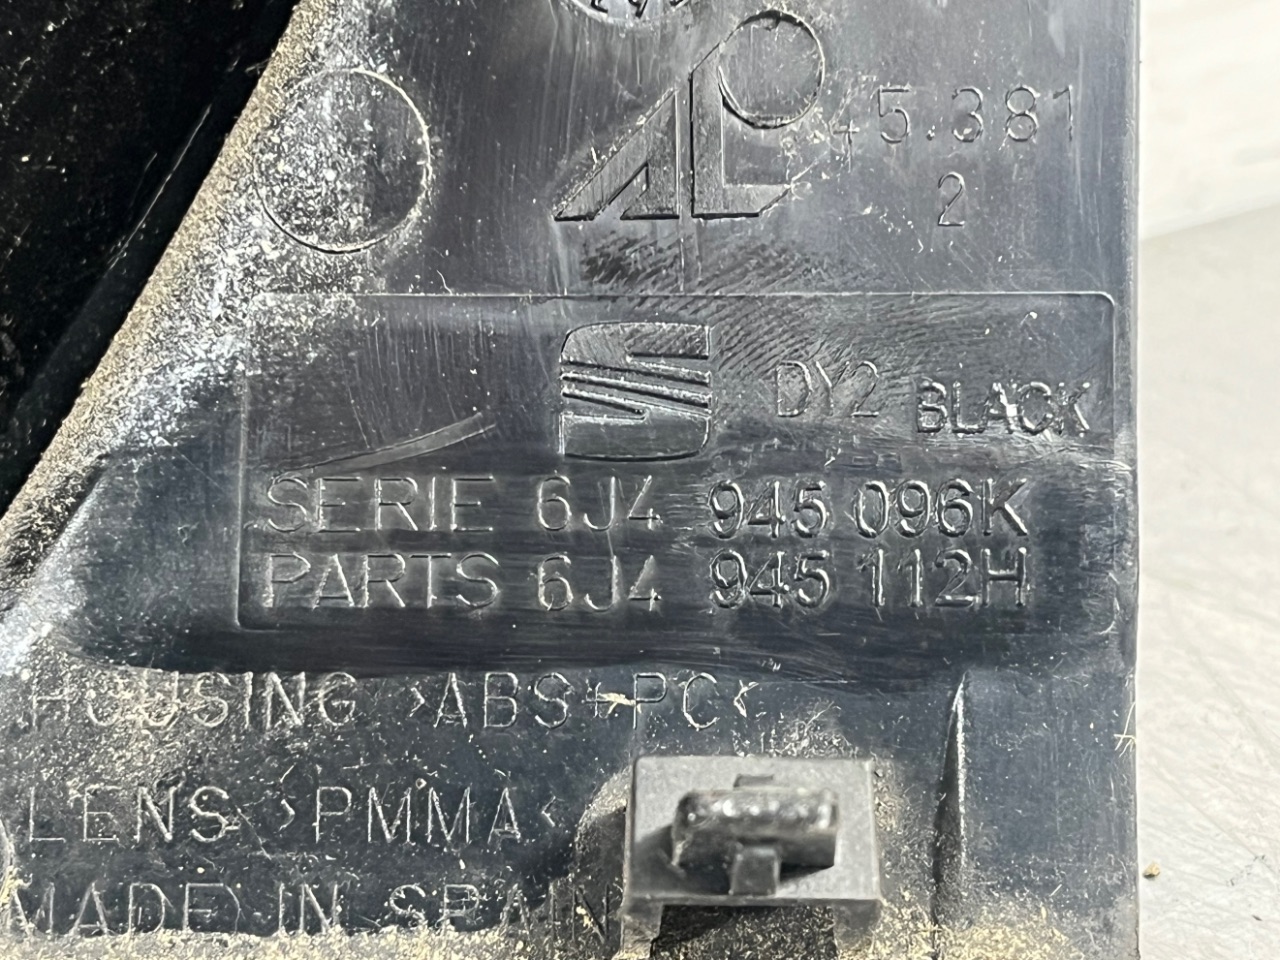 AL
45.381
2
DY2 BLACK
SERIE 6J4 945 096K
PARTS 6J4 945 112H
HOUSING >ABS+PC<
LENS >PMMA<
MADE IN SPAIN